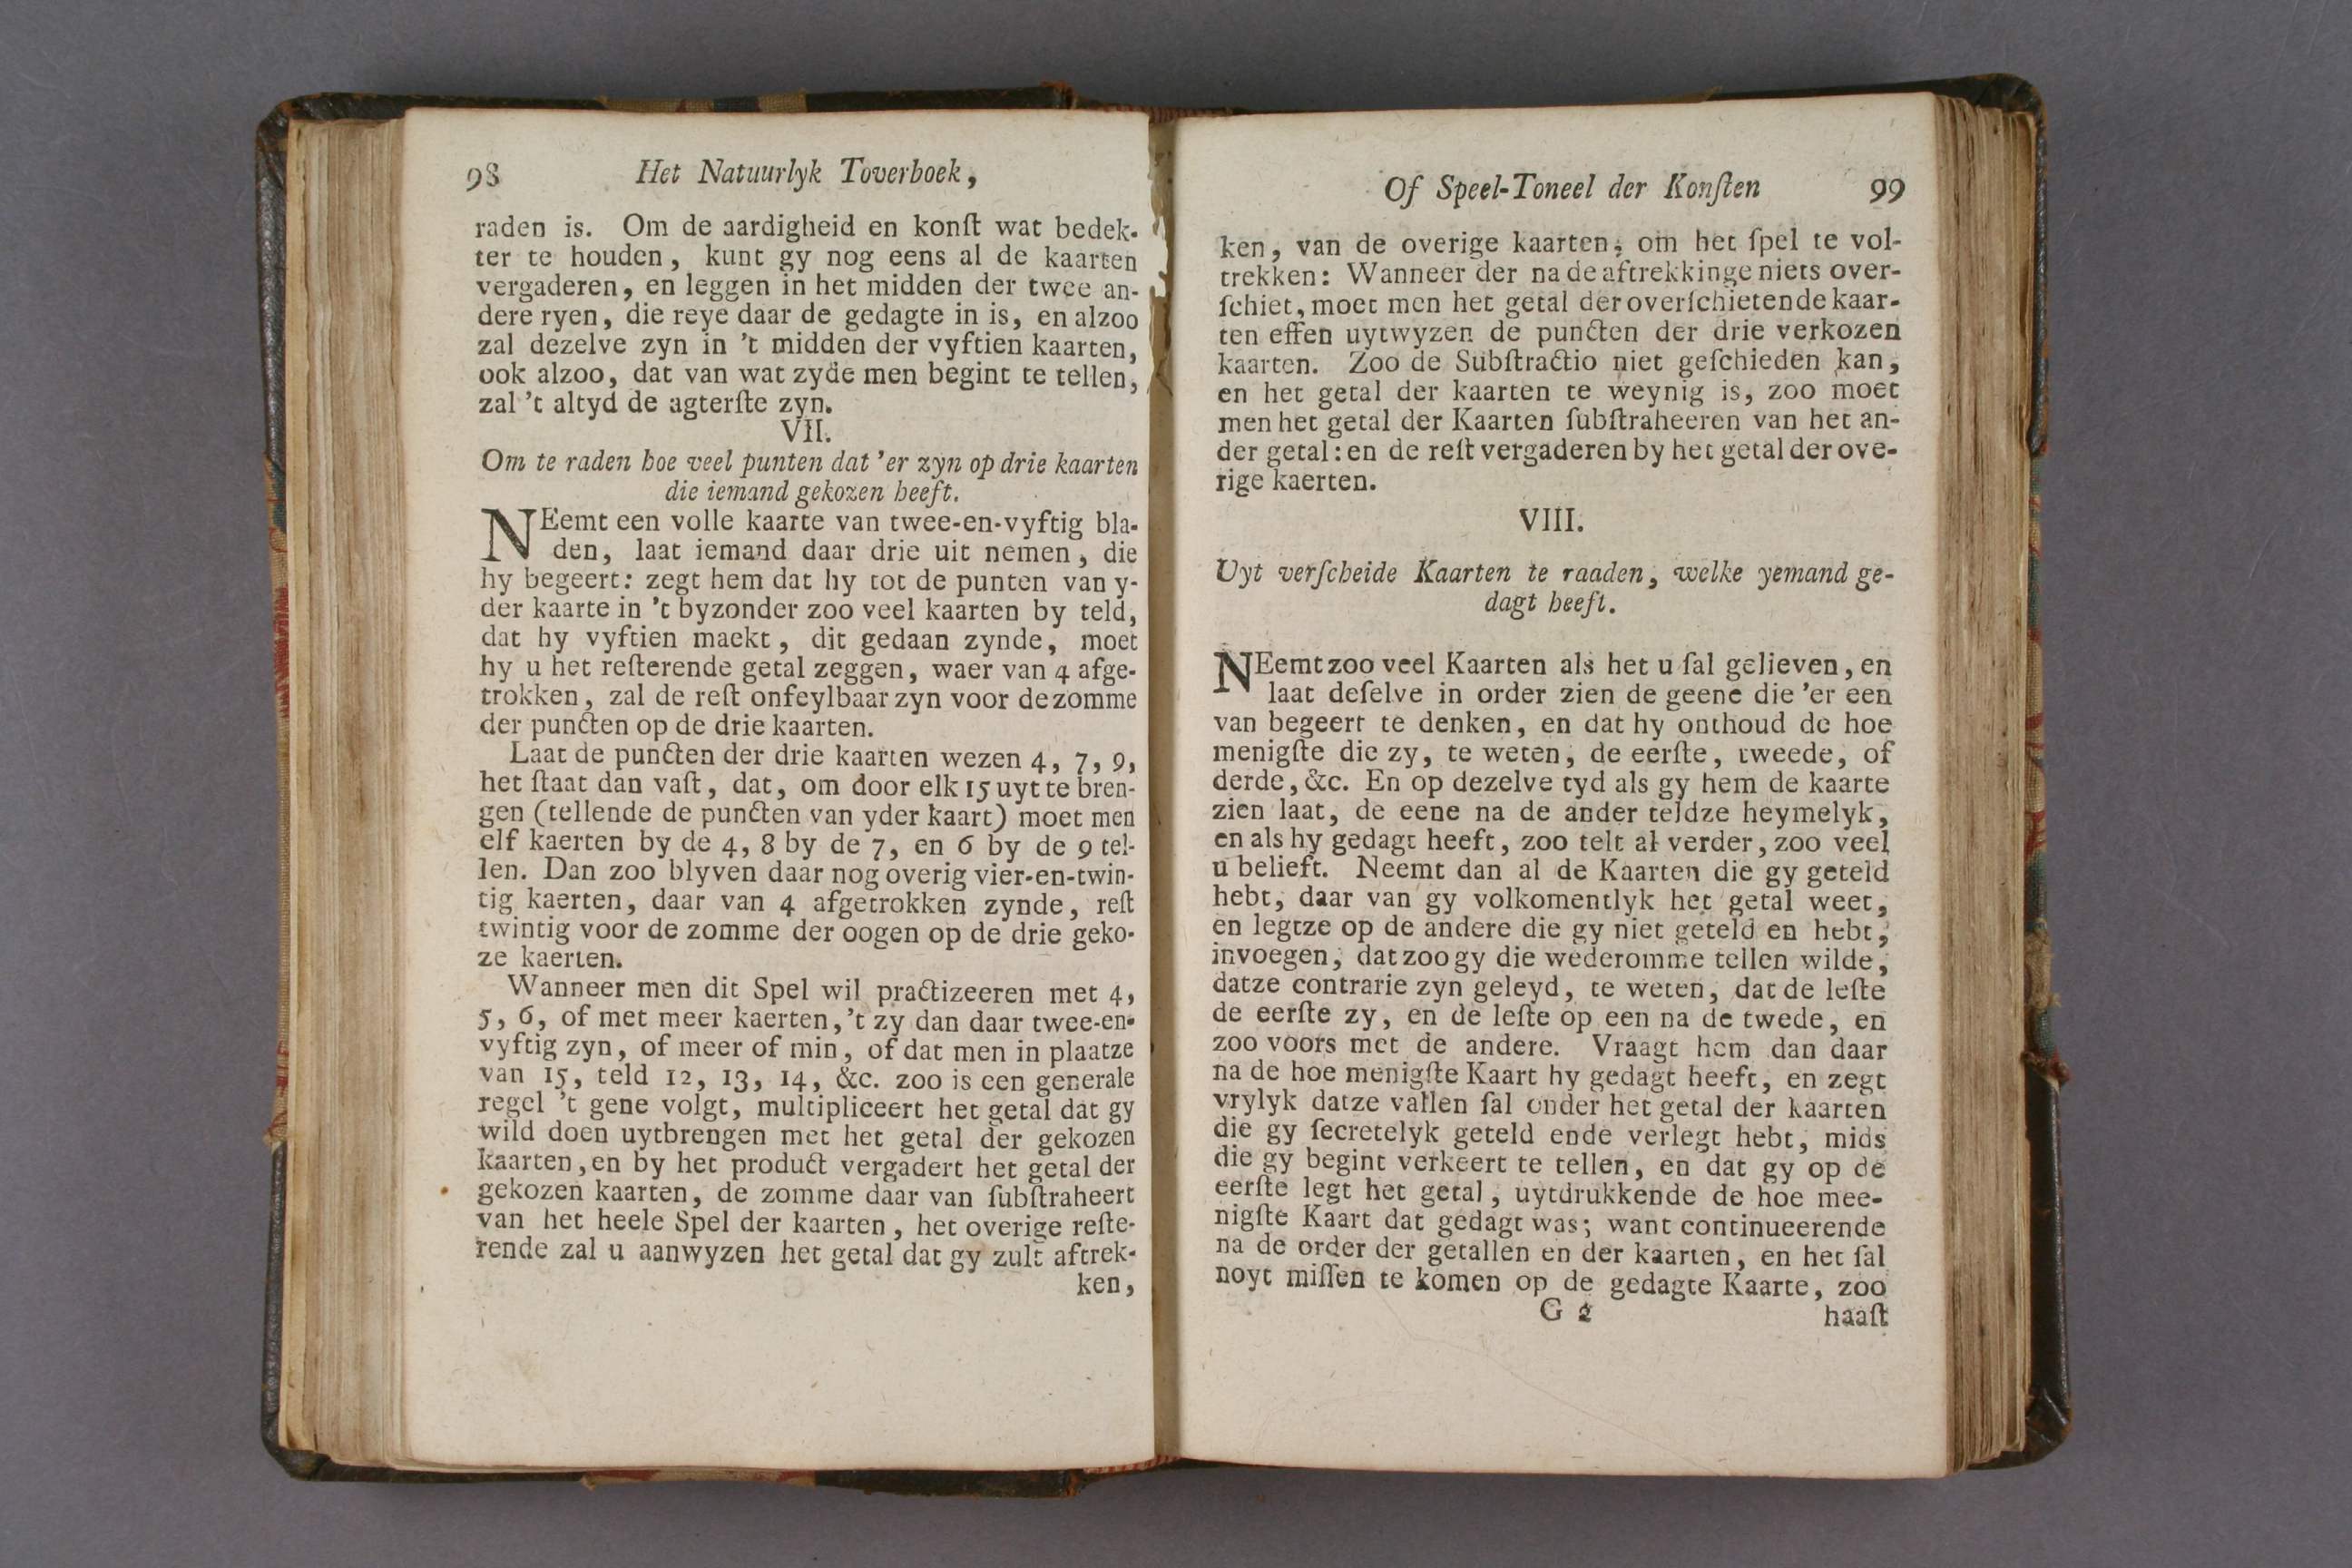 98 Het Natuurlyk Toverboek,
raden is. Om de aardigheid en konſt wat bedek-
ter te houden, kunt gy nog eens al de kaarten
vergaderen, en leggen in het midden der twee an-
dere ryen, die reye daar de gedagte in is, en alzoo
zal dezelve zyn in 't midden der vyftien kaarten,
ook alzoo, dat van wat zyde men begint te tellen,
zal 't altyd de agterſte zyn.
VII.
Om te raden hoe veel punten dat 'er zyn op drie kaarten
die iemand gekozen heeft.
NEemt een volle kaarte van twee-en-vyftig bla-
den, laat iemand daar drie uit nemen, die
hy begeert: zegt hem dat hy tot de punten van y-
der kaarte in 't byzonder zoo veel kaarten by teld,
dat hy vyftien maekt, dit gedaan zynde, moet
hy u het reſterende getal zeggen, waer van 4 afge-
trokken, zal de reſt onfeylbaar zyn voor de zomme
der puncten op de drie kaarten.
Laat de puncten der drie kaarten wezen 4, 7, 9,
het ſtaat dan vaſt, dat, om door elk 15 uyt te bren-
gen (tellende de puncten van yder kaart) moet men
elf kaerten by de 4, 8 by de 7, en 6 by de 9 tel-
len. Dan zoo blyven daar nog overig vier-en-twin-
tig kaerten, daar van 4 afgetrokken zynde, reſt
twintig voor de zomme der oogen op de drie geko-
ze kaerten.
Wanneer men dit Spel wil practizeeren met 4,
5, 6, of met meer kaerten, 't zy dan daar twee-en-
vyftig zyn, of meer of min, of dat men in plaatze
van 15, teld 12, 13, 14, &c. zoo is een generale
regel 't gene volgt, multipliceert het getal dat gy
wild doen uytbrengen met het getal der gekozen
kaarten, en by het product vergadert het getal der
gekozen kaarten, de zomme daar van ſubſtraheert
van het heele Spel der kaarten, het overige reſte-
rende zal u aanwyzen het getal dat gy zult aftrek-
ken,
Of Speel-Toneel der Konſten 99
ken, van de overige kaarten, om het ſpel te vol-
trekken: Wanneer der na de aftrekkinge niets over-
ſchiet, moet men het getal der overſchietende kaar-
ten effen uytwyzen de puncten der drie verkozen
kaarten. Zoo de Subſtractio niet geſchieden kan,
en het getal der kaarten te weynig is, zoo moet
men het getal der Kaarten ſubſtraheeren van het an-
der getal: en de reſt vergaderen by het getal der ove-
rige kaerten.
VIII.
Uyt verſcheide Kaarten te raaden, welke yemand ge-
dagt heeft.
NEemt zoo veel Kaarten als het u ſal gelieven, en
laat deſelve in order zien de geene die 'er een
van begeert te denken, en dat hy onthoud de hoe
menigſte die zy, te weten, de eerſte, tweede, of
derde, &c. En op dezelve tyd als gy hem de kaarte
zien laat, de eene na de ander teldze heymelyk,
en als hy gedagt heeft, zoo telt al verder, zoo veel
u belieft. Neemt dan al de Kaarten die gy geteld
hebt, daar van gy volkomentlyk het getal weet,
en legtze op de andere die gy niet geteld en hebt,
invoegen, dat zoo gy die wederomme tellen wilde,
datze contrarie zyn geleyd, te weten, dat de leſte
de eerſte zy, en de leſte op een na de twede, en
zoo voors met de andere. Vraagt hem dan daar
na de hoe menigſte Kaart hy gedagt heeft, en zegt
vrylyk datze vallen ſal onder het getal der kaarten
die gy ſecretelyk geteld ende verlegt hebt, mids
die gy begint verkeert te tellen, en dat gy op de
eerſte legt het getal, uytdrukkende de hoe mee-
nigſte Kaart dat gedagt was; want continueerende
na de order der getallen en der kaarten, en het ſal
noyt miſſen te komen op de gedagte Kaarte, zoo
G 2 haaſt